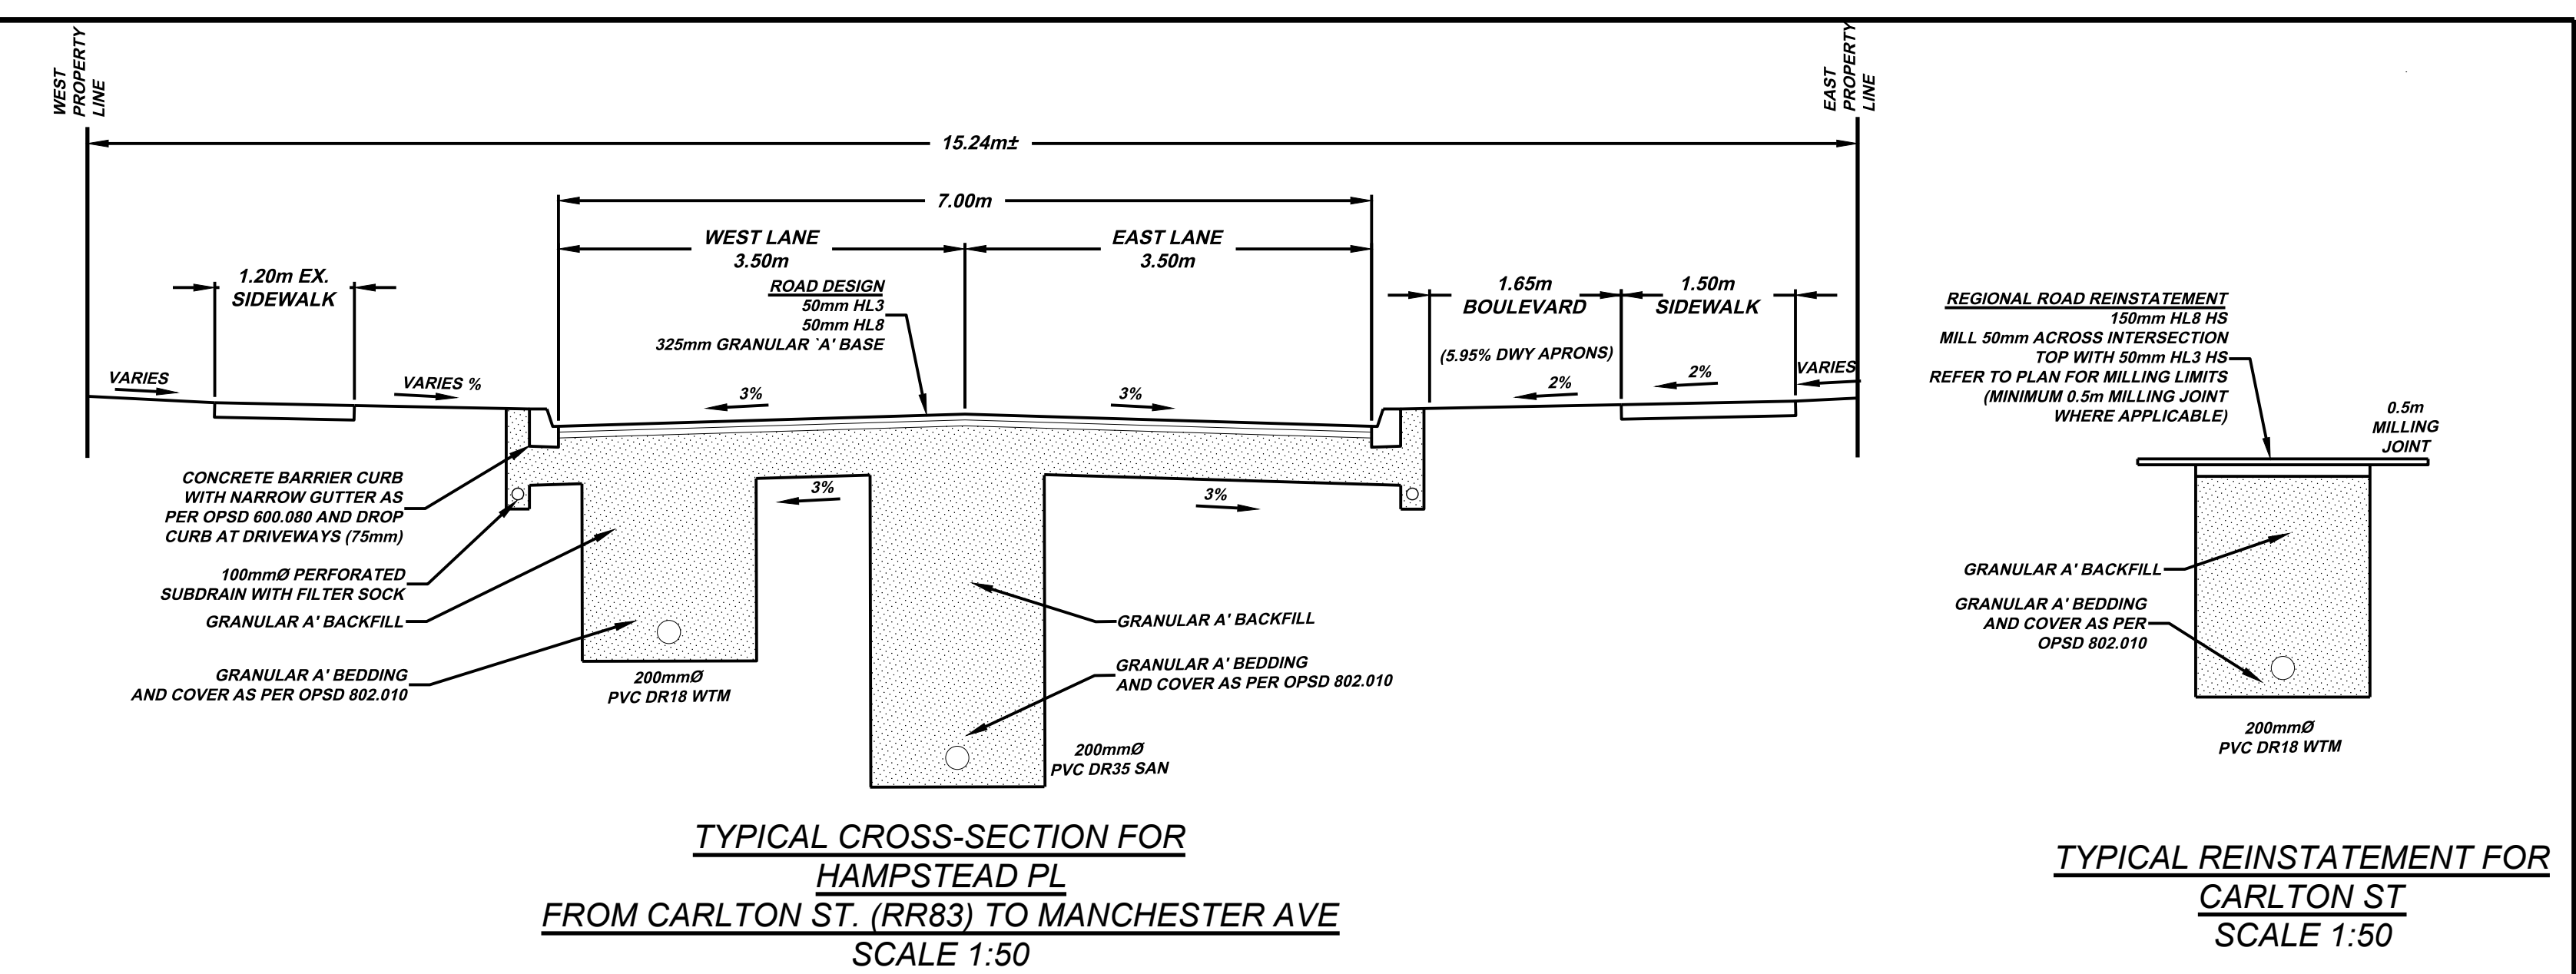 WEST
PROPERTY
LINE
EAST
PROPERTY
LINE
15.24m±
7.00m
WEST LANE
3.50m
EAST LANE
3.50m
1.20m EX.
SIDEWALK
ROAD DESIGN
50mm HL3
50mm HL8
325mm GRANULAR `A' BASE
1.65m
BOULEVARD
(5.95% DWY APRONS)
1.50m
SIDEWALK
VARIES
VARIES %
3%
3%
2%
2%
VARIES
3%
3%
CONCRETE BARRIER CURB
WITH NARROW GUTTER AS
PER OPSD 600.080 AND DROP
CURB AT DRIVEWAYS (75mm)
100mmØ PERFORATED
SUBDRAIN WITH FILTER SOCK
GRANULAR A' BACKFILL
GRANULAR A' BEDDING
AND COVER AS PER OPSD 802.010
200mmØ
PVC DR18 WTM
GRANULAR A' BACKFILL
GRANULAR A' BEDDING
AND COVER AS PER OPSD 802.010
200mmØ
PVC DR35 SAN
TYPICAL CROSS-SECTION FOR
HAMPSTEAD PL
FROM CARLTON ST. (RR83) TO MANCHESTER AVE
SCALE 1:50
REGIONAL ROAD REINSTATEMENT
150mm HL8 HS
MILL 50mm ACROSS INTERSECTION
TOP WITH 50mm HL3 HS
REFER TO PLAN FOR MILLING LIMITS
(MINIMUM 0.5m MILLING JOINT
WHERE APPLICABLE)
0.5m
MILLING
JOINT
GRANULAR A' BACKFILL
GRANULAR A' BEDDING
AND COVER AS PER
OPSD 802.010
200mmØ
PVC DR18 WTM
TYPICAL REINSTATEMENT FOR
CARLTON ST
SCALE 1:50